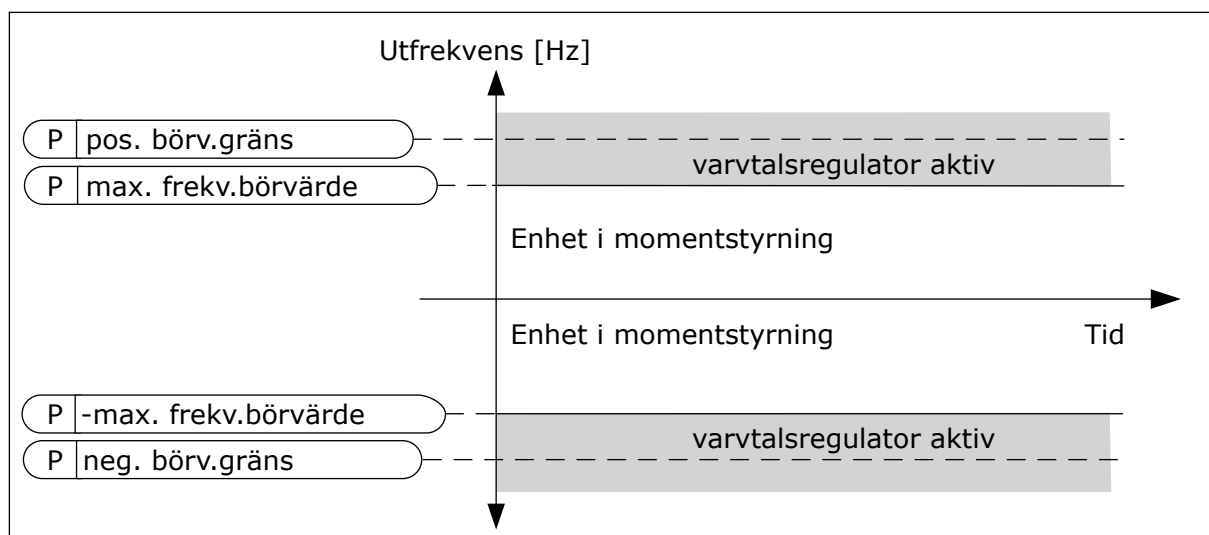 Utfrekvens [Hz]
P pos. börv.gräns
varvtalsregulator aktiv
P max. frekv.börvärde
Enhet i momentstyrning
Enhet i momentstyrning
Tid
P -max. frekv.börvärde
varvtalsregulator aktiv
P neg. börv.gräns